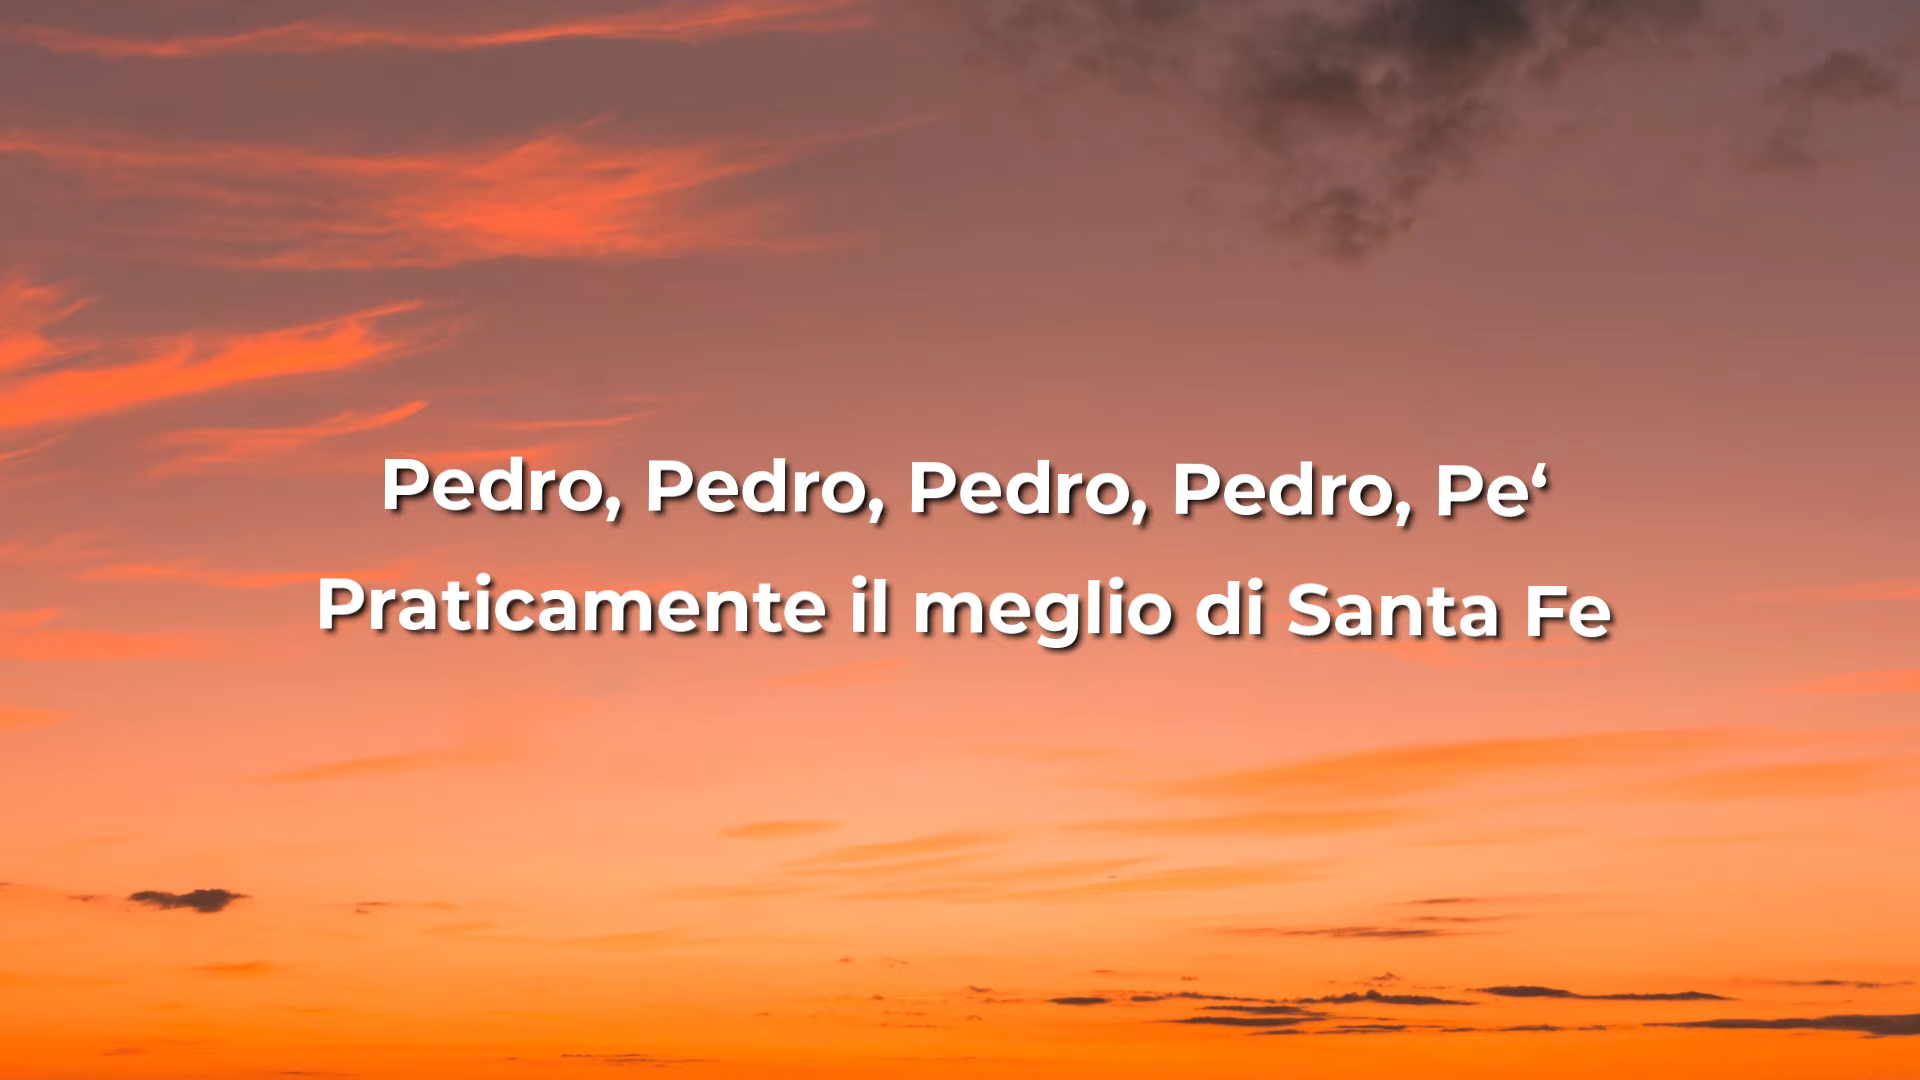 Pedro, Pedro, Pedro, Pedro, Pe‘
Praticamente il meglio di Santa Fe